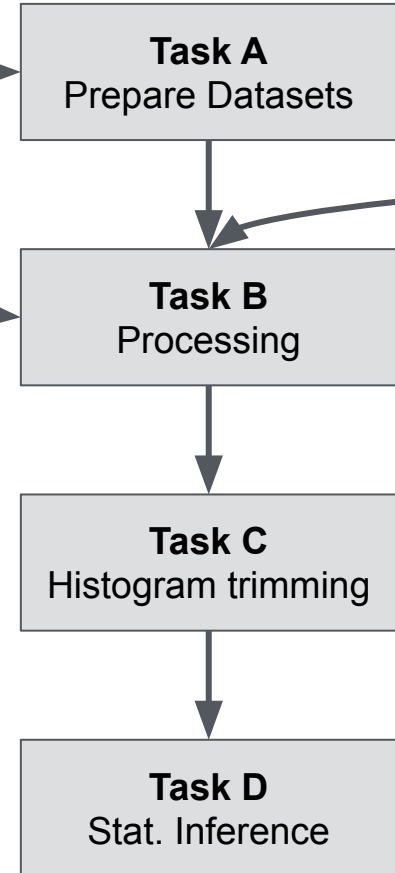 Task A
Prepare Datasets
Task B
Processing
Task C
Histogram trimming
Task D
Stat. Inference